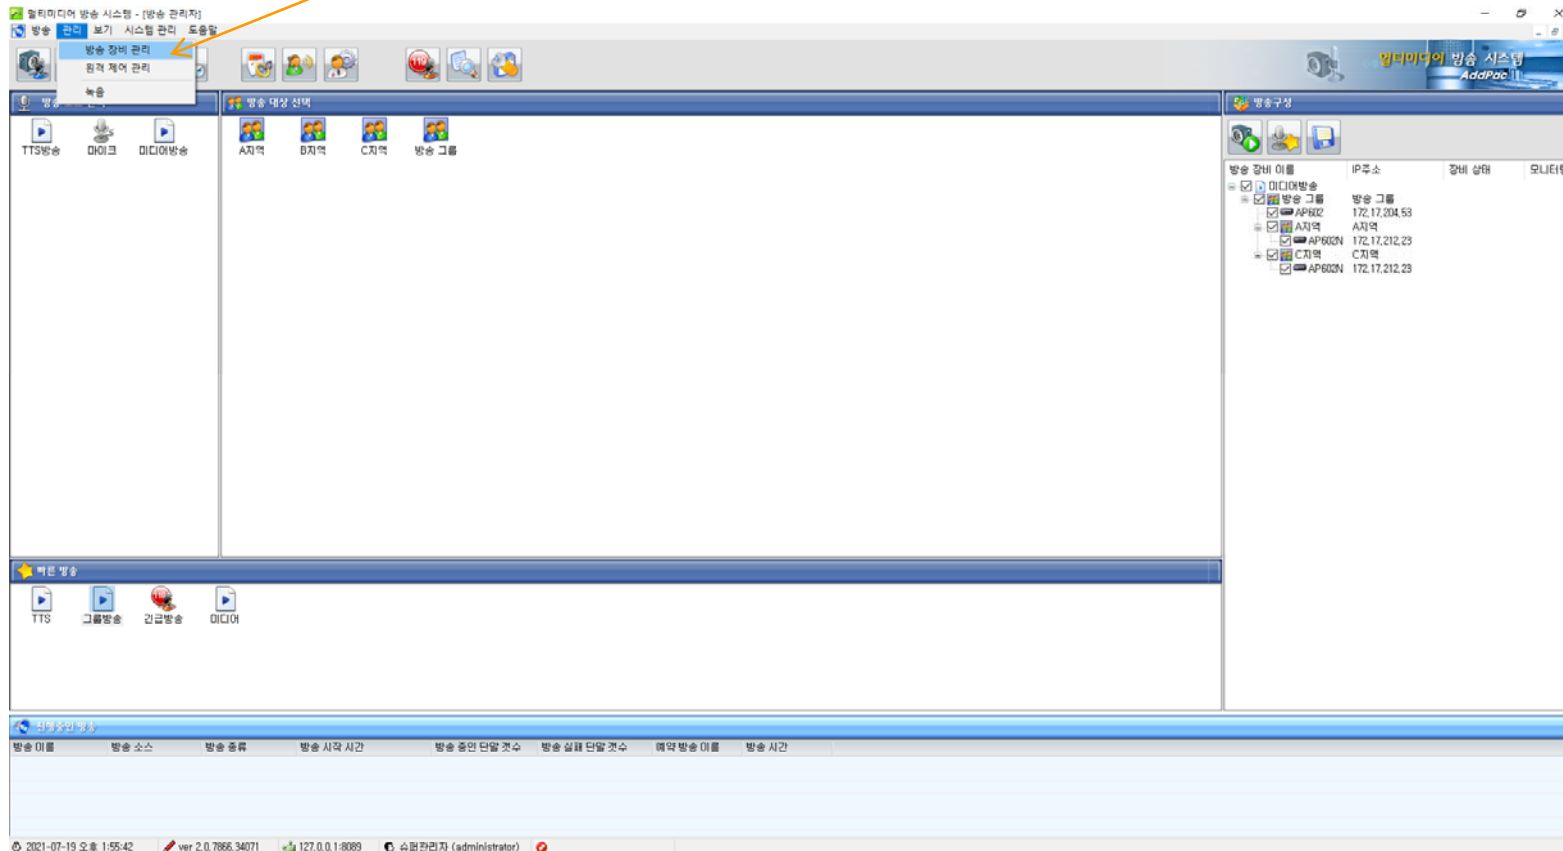 멀티미디어 방송 시스템 - [방송 관리자]
방송 관리 보기 시스템 관리 도움말
방송 장비 관리
원격 제어 관리
녹음
멀티미디어 방송 시스템
AddPac
방송 대상 선택
방송구성
TTS방송 마이크 미디어방송
A지역 B지역 C지역 방송 그룹
방송 장비 이름 IP주소 장비 상태 모니터링
미디어방송
방송 그룹 방송 그룹
AP602 172.17.204.53
A지역 A지역
AP602N 172.17.212.23
C지역 C지역
AP602N 172.17.212.23
빠른 방송
TTS 그룹방송 긴급방송 미디어
진행중인 방송
방송 이름 방송 소스 방송 종류 방송 시작 시간 방송 중인 단말 갯수 방송 실패 단말 갯수 예약 방송 이름 방송 시간
2021-07-19 오후 1:55:42 ver 2.0.7866.34071 127.0.0.1:8089 슈퍼관리자 (administrator)